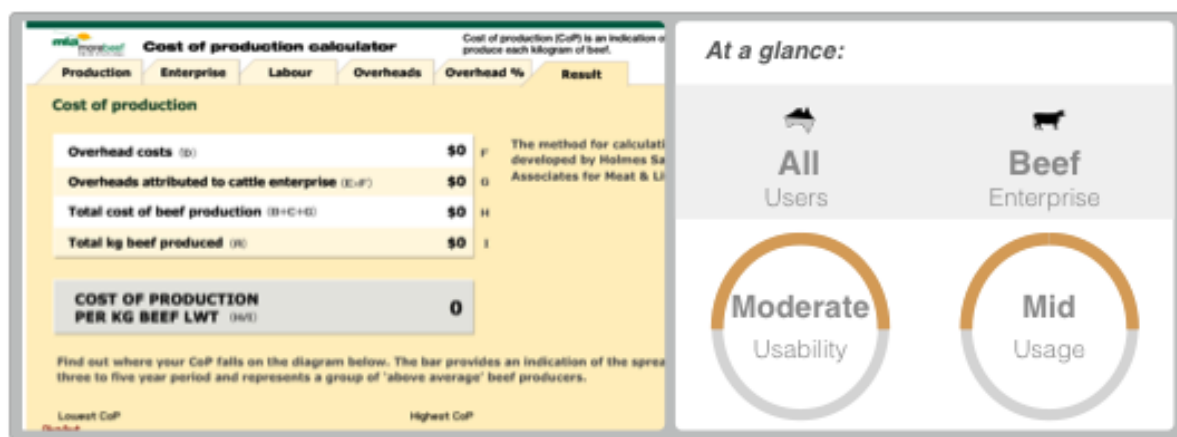 mla
morebeef
Cost of production calculator
Cost of production (CoP) is an indication o
produce each kilogram of beef.
Production Enterprise Labour Overheads Overhead % Result
Cost of production
Overhead costs (D) $0 F
Overheads attributed to cattle enterprise (E×F) $0 G
Total cost of beef production (B+C+G) $0 H
Total kg beef produced (A) $0 I
The method for calculati
developed by Holmes Sa
Associates for Meat & Li
COST OF PRODUCTION
PER KG BEEF LWT (H/I) 0
Find out where your CoP falls on the diagram below. The bar provides an indication of the sprea
three to five year period and represents a group of 'above average' beef producers.
Lowest CoP Highest CoP
At a glance:
All
Users
Beef
Enterprise
Moderate
Usability
Mid
Usage